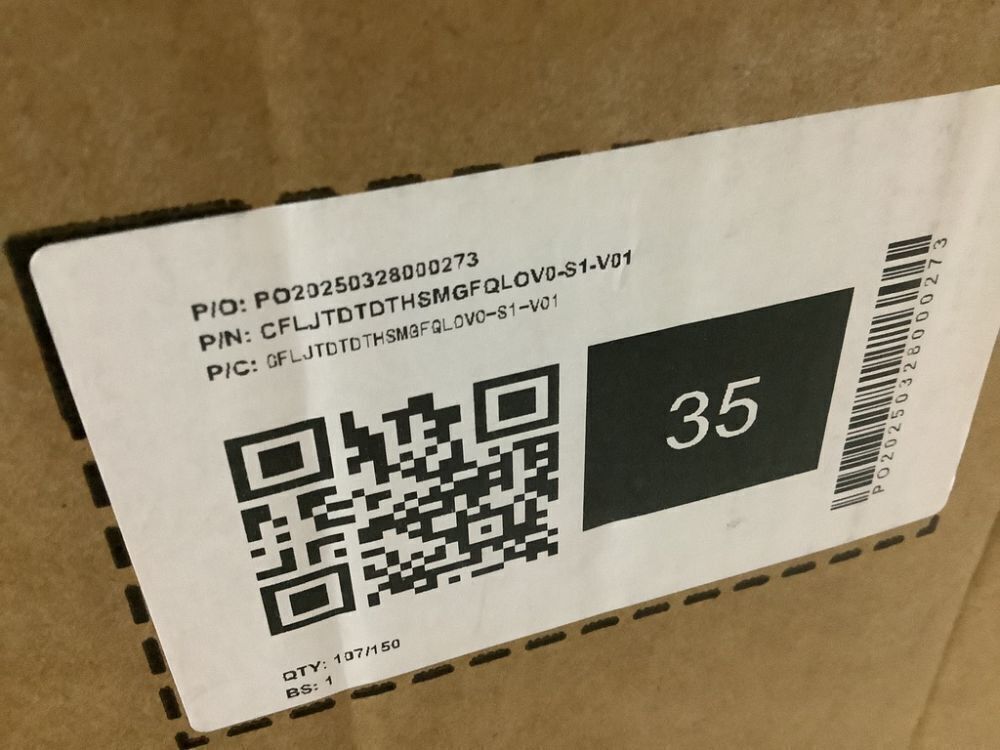 P/O: PO20250328000273
P/N: CFLJTDTDTHSMGFQLOV0-S1-V01
P/C: CFLJTDTDTHSMGFQLOV0-S1-V01
35
PO20250328000273
QTY: 107/150
BS: 1